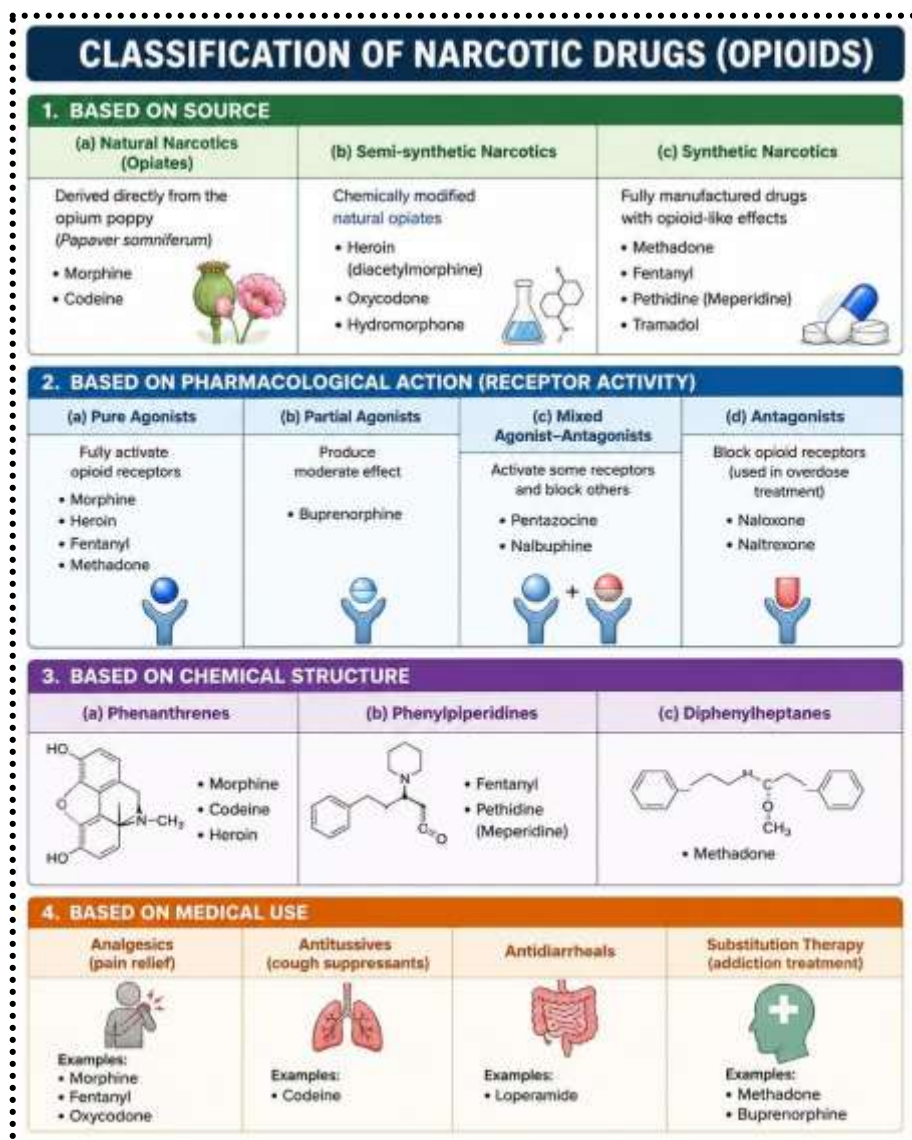 CLASSIFICATION OF NARCOTIC DRUGS (OPIOIDS)
1. BASED ON SOURCE
(a) Natural Narcotics
(Opiates)
Derived directly from the
opium poppy
(Papaver somniferum)
• Morphine
• Codeine
(b) Semi-synthetic Narcotics
Chemically modified
natural opiates
• Heroin
(diacetylmorphine)
• Oxycodone
• Hydromorphone
(c) Synthetic Narcotics
Fully manufactured drugs
with opioid-like effects
• Methadone
• Fentanyl
• Pethidine (Meperidine)
• Tramadol
2. BASED ON PHARMACOLOGICAL ACTION (RECEPTOR ACTIVITY)
(a) Pure Agonists
Fully activate
opioid receptors
• Morphine
• Heroin
• Fentanyl
• Methadone
(b) Partial Agonists
Produce
moderate effect
• Buprenorphine
(c) Mixed
Agonist–Antagonists
Activate some receptors
and block others
• Pentazocine
• Nalbuphine
+
(d) Antagonists
Block opioid receptors
(used in overdose
treatment)
• Naloxone
• Naltrexone
3. BASED ON CHEMICAL STRUCTURE
(a) Phenanthrenes
HO
O
N–CH3
HO
• Morphine
• Codeine
• Heroin
(b) Phenylpiperidines
N
O
• Fentanyl
• Pethidine
(Meperidine)
(c) Diphenylheptanes
H
C
O
CH3
• Methadone
4. BASED ON MEDICAL USE
Analgesics
(pain relief)
Examples:
• Morphine
• Fentanyl
• Oxycodone
Antitussives
(cough suppressants)
Examples:
• Codeine
Antidiarrheals
Examples:
• Loperamide
Substitution Therapy
(addiction treatment)
Examples:
• Methadone
• Buprenorphine